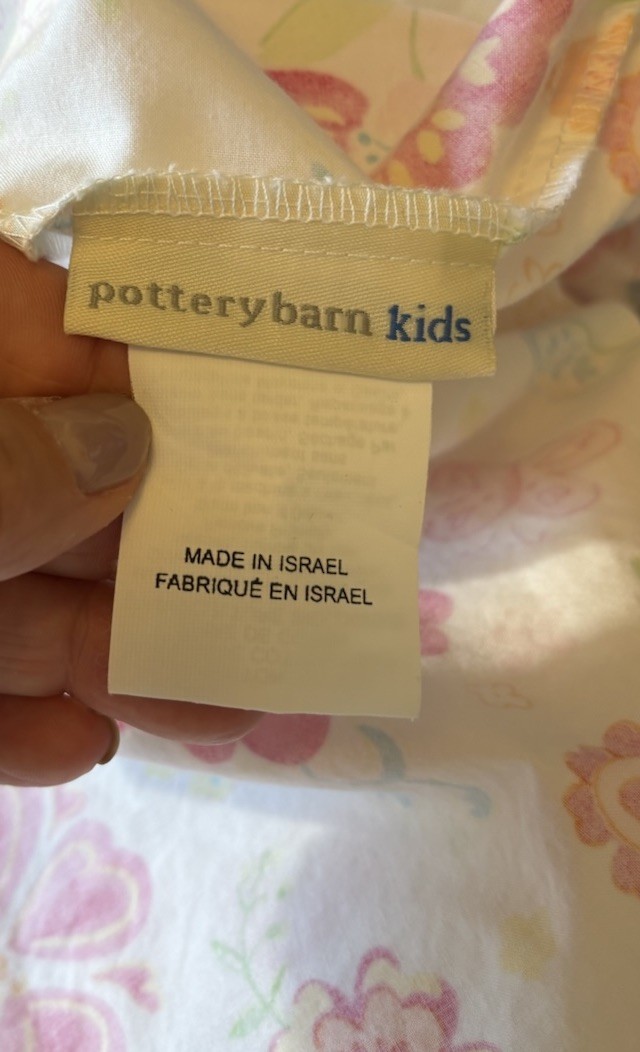 potterybarn kids
MADE IN ISRAEL
FABRIQUÉ EN ISRAEL